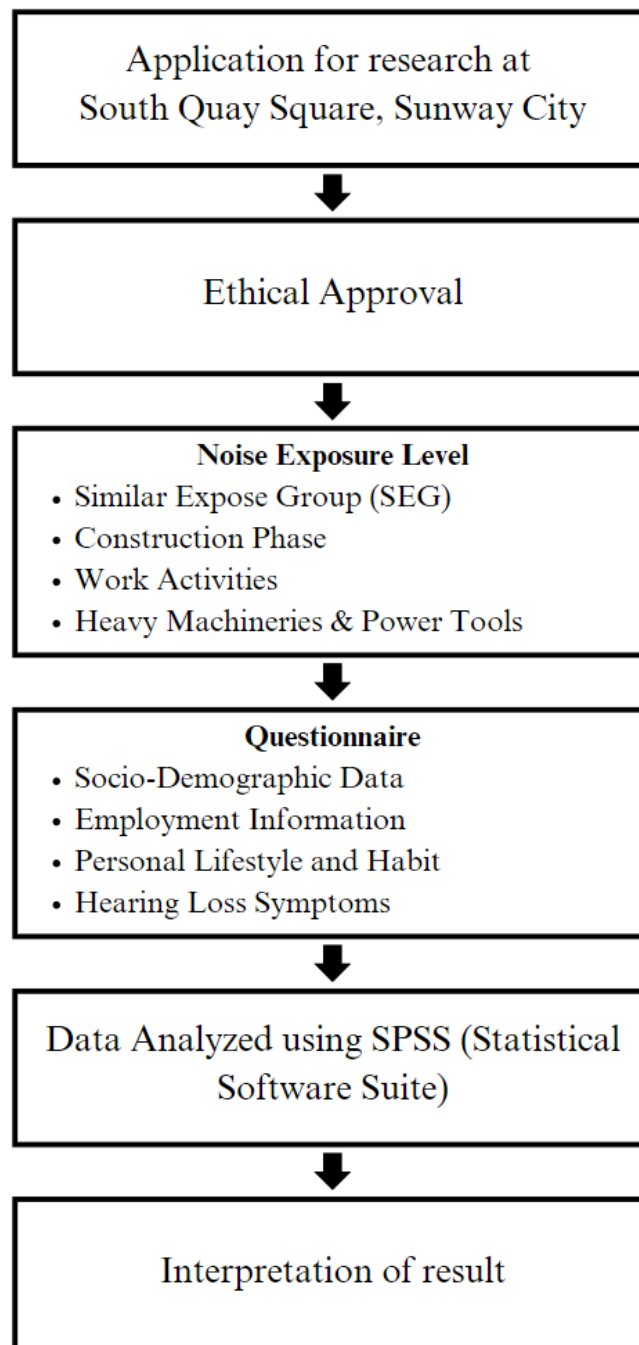 Application for research at
South Quay Square, Sunway City
Ethical Approval
Noise Exposure Level
• Similar Expose Group (SEG)
• Construction Phase
• Work Activities
• Heavy Machineries & Power Tools
Questionnaire
• Socio-Demographic Data
• Employment Information
• Personal Lifestyle and Habit
• Hearing Loss Symptoms
Data Analyzed using SPSS (Statistical
Software Suite)
Interpretation of result